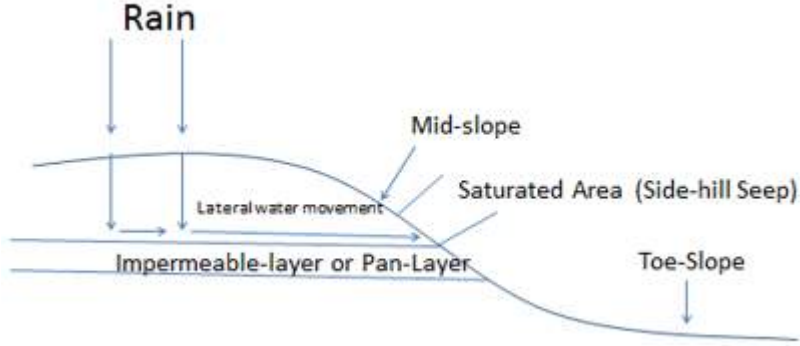 Rain
Mid-slope
Saturated Area (Side-hill Seep)
Lateral water movement
Impermeable-layer or Pan-Layer
Toe-Slope